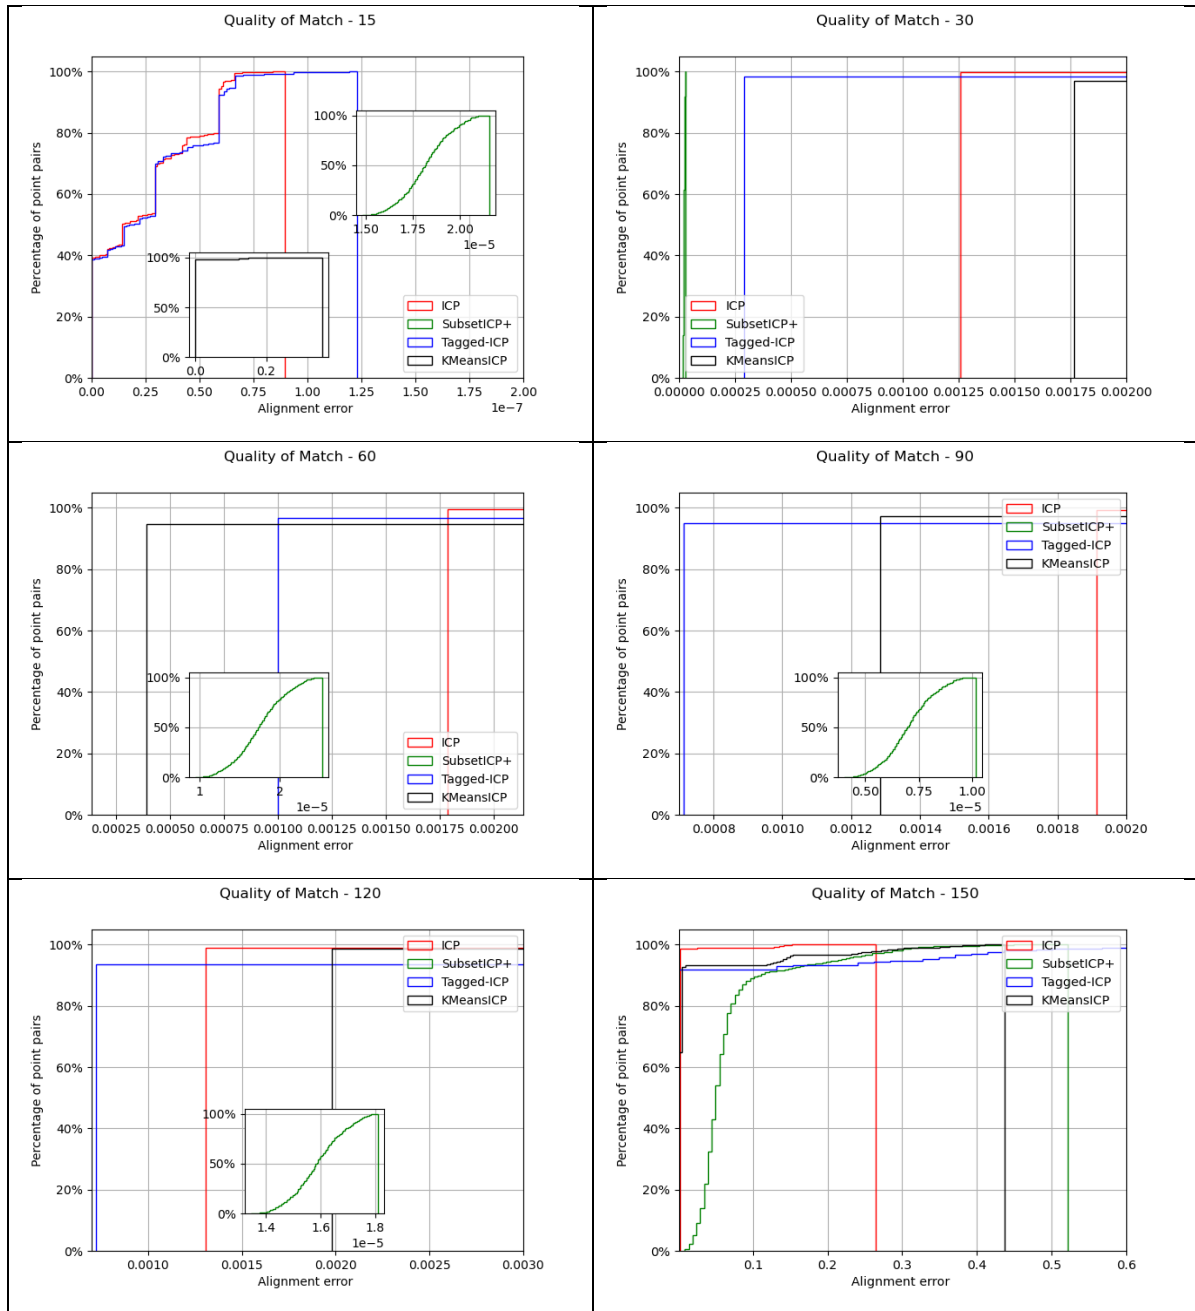 Quality of Match - 15
100%
80%
60%
40%
20%
0%
Percentage of point pairs
100%
50%
0%
1.50 1.75 2.00
1e−5
100%
50%
0%
0.0 0.2
ICP
SubsetICP+
Tagged-ICP
KMeansICP
0.00 0.25 0.50 0.75 1.00 1.25 1.50 1.75 2.00
1e−7
Alignment error
Quality of Match - 30
100%
80%
60%
40%
20%
0%
Percentage of point pairs
ICP
SubsetICP+
Tagged-ICP
KMeansICP
0.00000 0.00025 0.00050 0.00075 0.00100 0.00125 0.00150 0.00175 0.00200
Alignment error
Quality of Match - 60
100%
80%
60%
40%
20%
0%
Percentage of point pairs
100%
50%
0%
1 2
1e−5
ICP
SubsetICP+
Tagged-ICP
KMeansICP
0.00025 0.00050 0.00075 0.00100 0.00125 0.00150 0.00175 0.00200
Alignment error
Quality of Match - 90
100%
80%
60%
40%
20%
0%
Percentage of point pairs
ICP
SubsetICP+
Tagged-ICP
KMeansICP
100%
50%
0%
0.50 0.75 1.00
1e−5
0.0008 0.0010 0.0012 0.0014 0.0016 0.0018 0.0020
Alignment error
Quality of Match - 120
100%
80%
60%
40%
20%
0%
Percentage of point pairs
ICP
SubsetICP+
Tagged-ICP
KMeansICP
100%
50%
0%
1.4 1.6 1.8
1e−5
0.0010 0.0015 0.0020 0.0025 0.0030
Alignment error
Quality of Match - 150
100%
80%
60%
40%
20%
0%
Percentage of point pairs
ICP
SubsetICP+
Tagged-ICP
KMeansICP
0.1 0.2 0.3 0.4 0.5 0.6
Alignment error